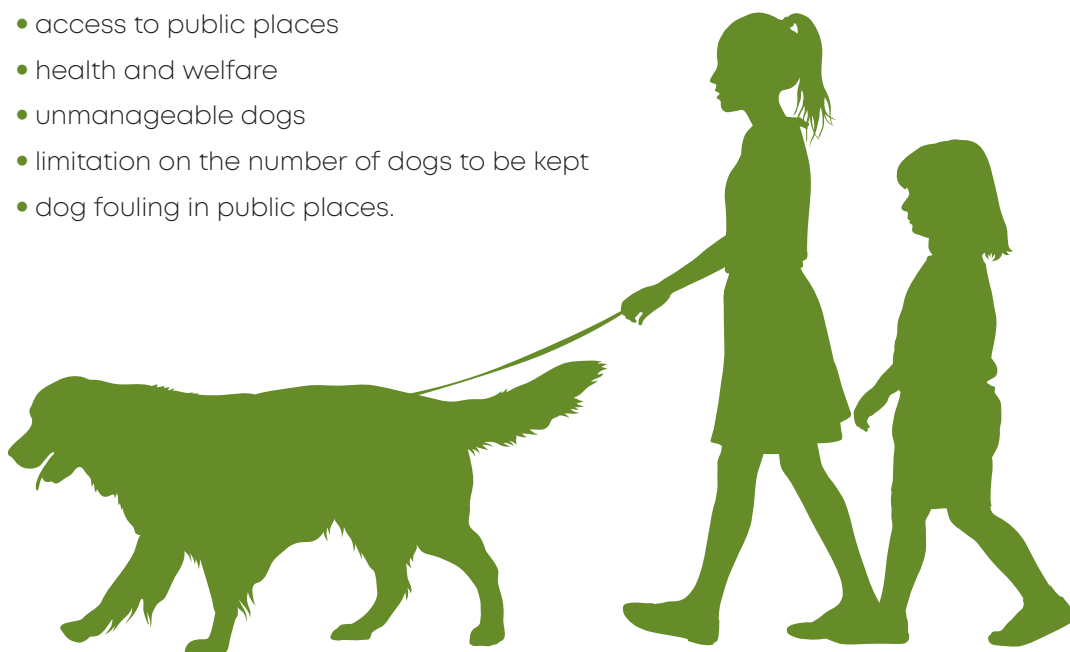 • access to public places
• health and welfare
• unmanageable dogs
• limitation on the number of dogs to be kept
• dog fouling in public places.